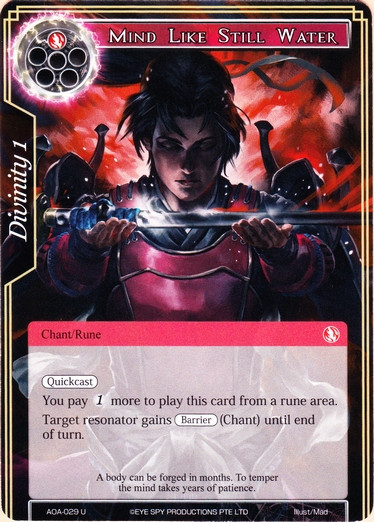 Mind Like Still Water
Divinity 1
Chant/Rune
Quickcast
You pay 1 more to play this card from a rune area.
Target resonator gains Barrier (Chant) until end
of turn.
A body can be forged in months. To temper
the mind takes years of patience.
AOA-029 U ©EYE SPY PRODUCTIONS PTE LTD Illust/Mad